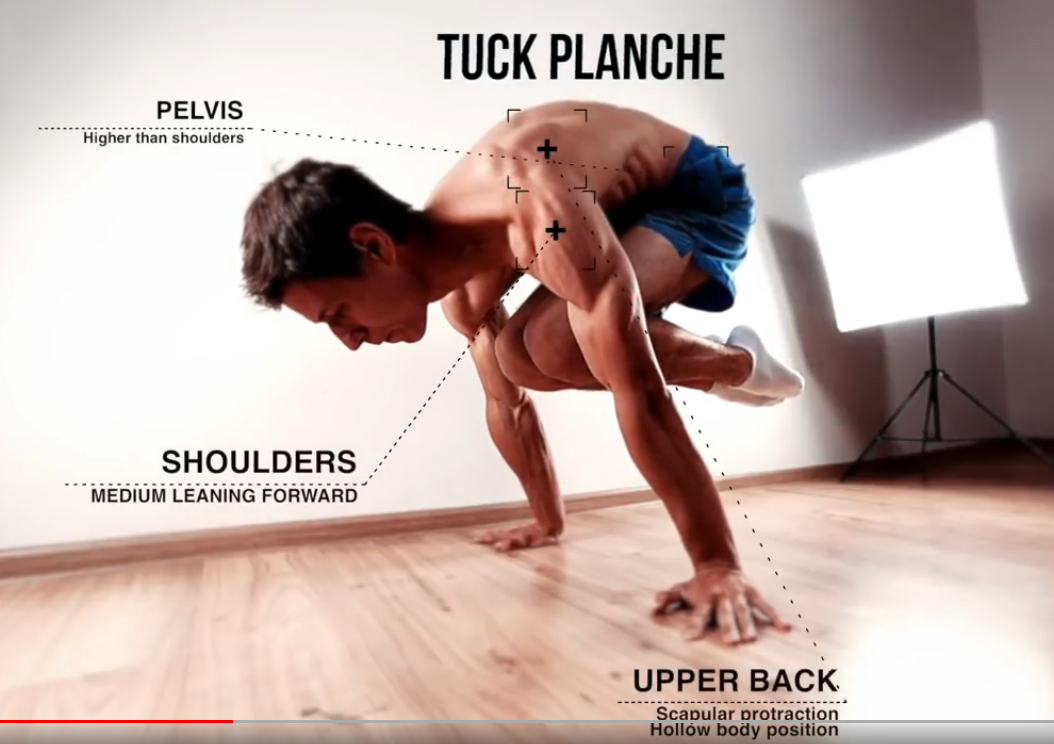 TUCK PLANCHE
PELVIS
Higher than shoulders
SHOULDERS
MEDIUM LEANING FORWARD
UPPER BACK
Scapular protraction
Hollow body position